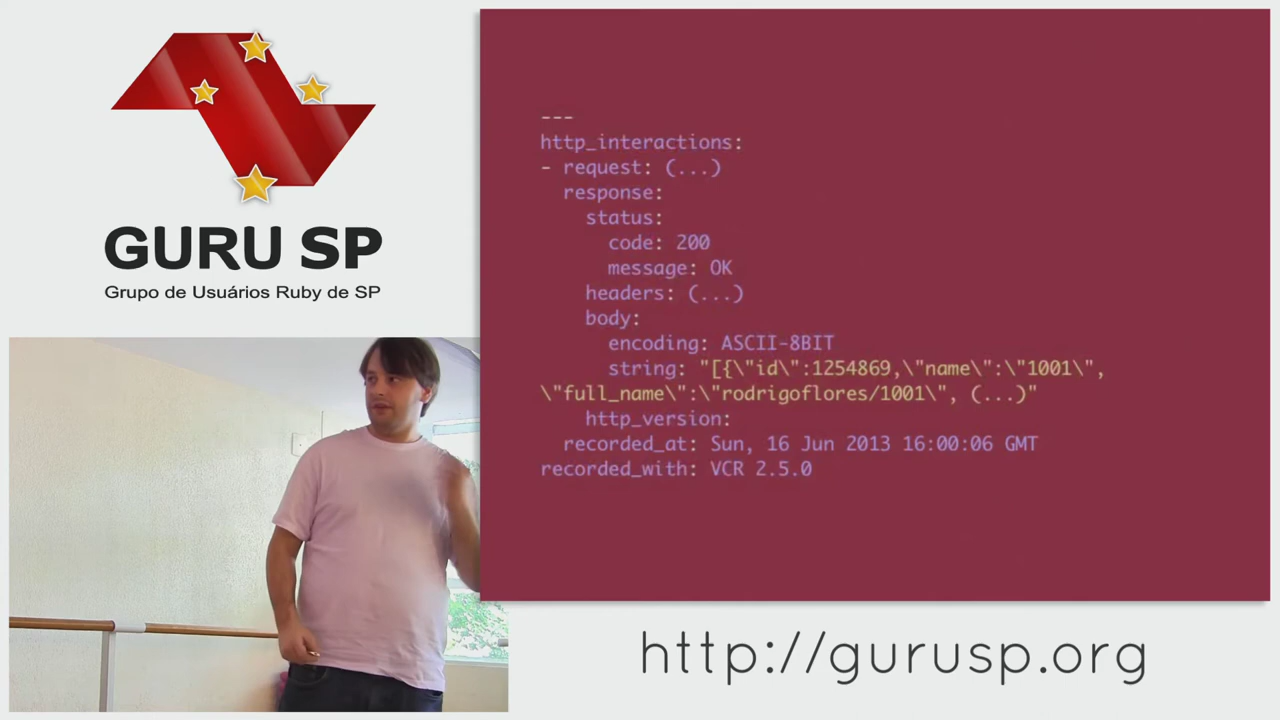 GURU SP
Grupo de Usuários Ruby de SP
---
http_interactions:
- request: (...)
response:
status:
code: 200
message: OK
headers: (...)
body:
encoding: ASCII-8BIT
string: "[{\"id\":1254869,\"name\":\"1001\",
\"full_name\":\"rodrigoflores/1001\", (...)"
http_version:
recorded_at: Sun, 16 Jun 2013 16:00:06 GMT
recorded_with: VCR 2.5.0
http://gurusp.org